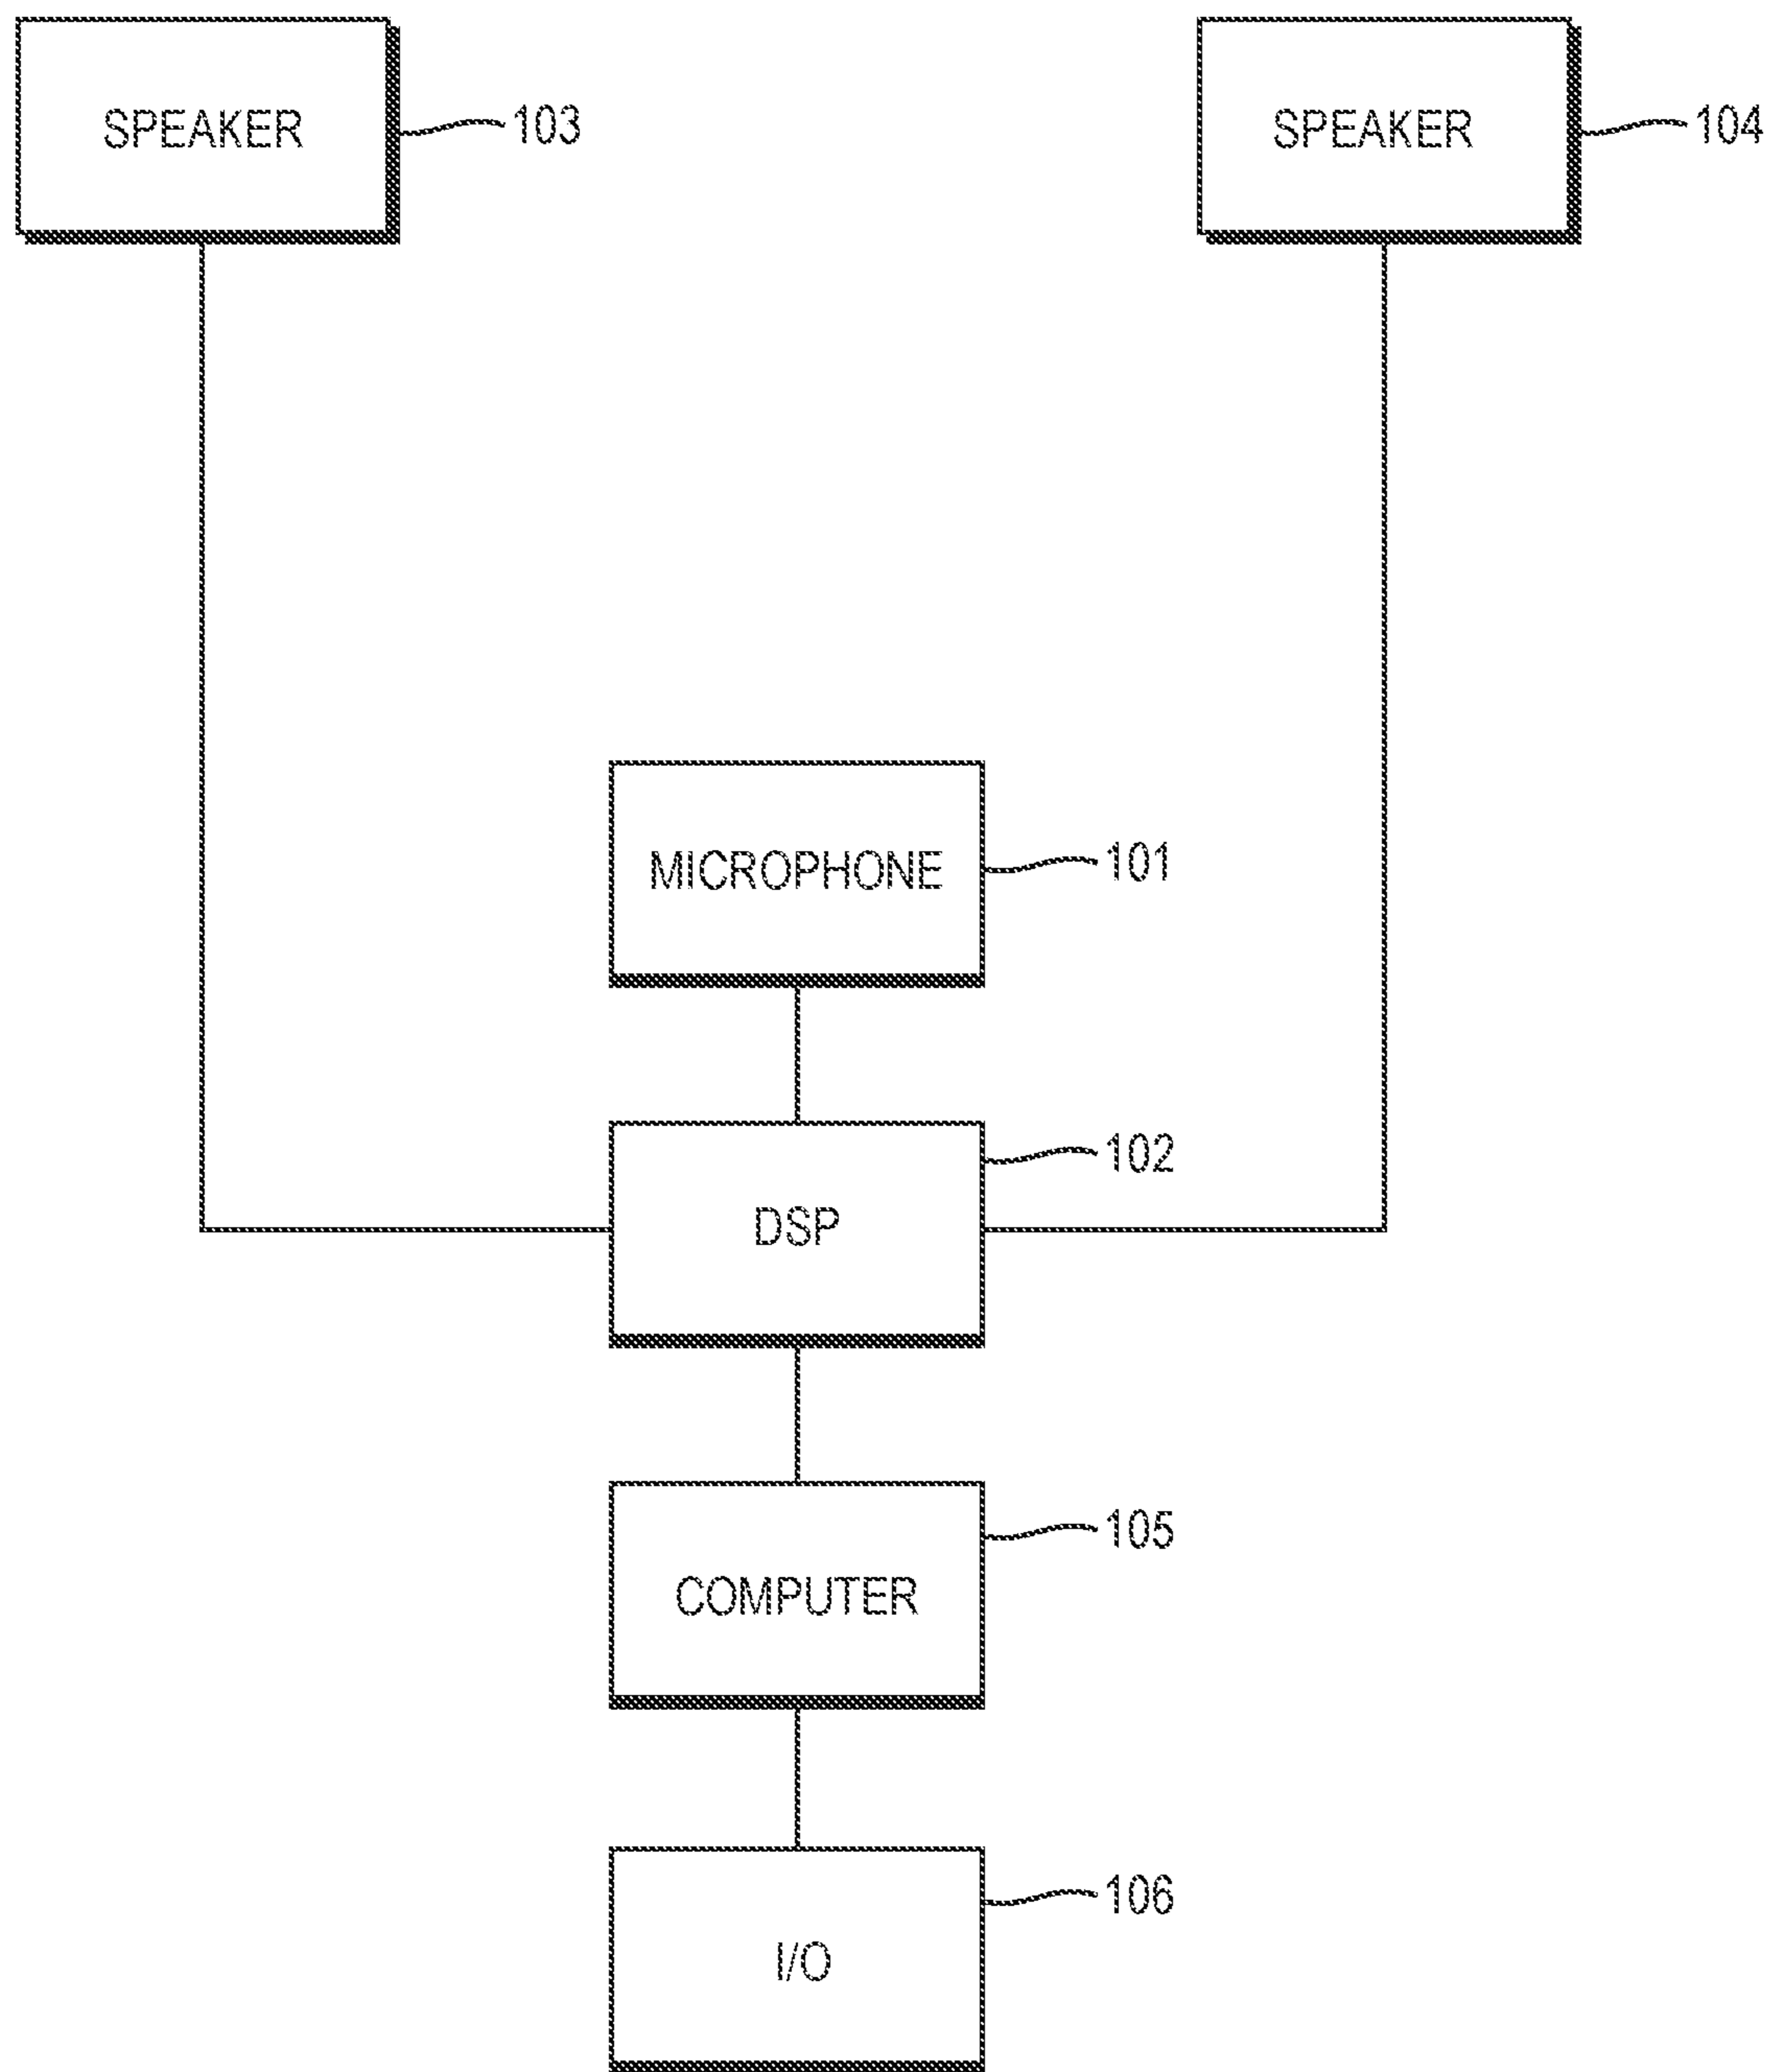 SPEAKER 103
SPEAKER 104
MICROPHONE 101
102
DSP
105
COMPUTER
106
I/O